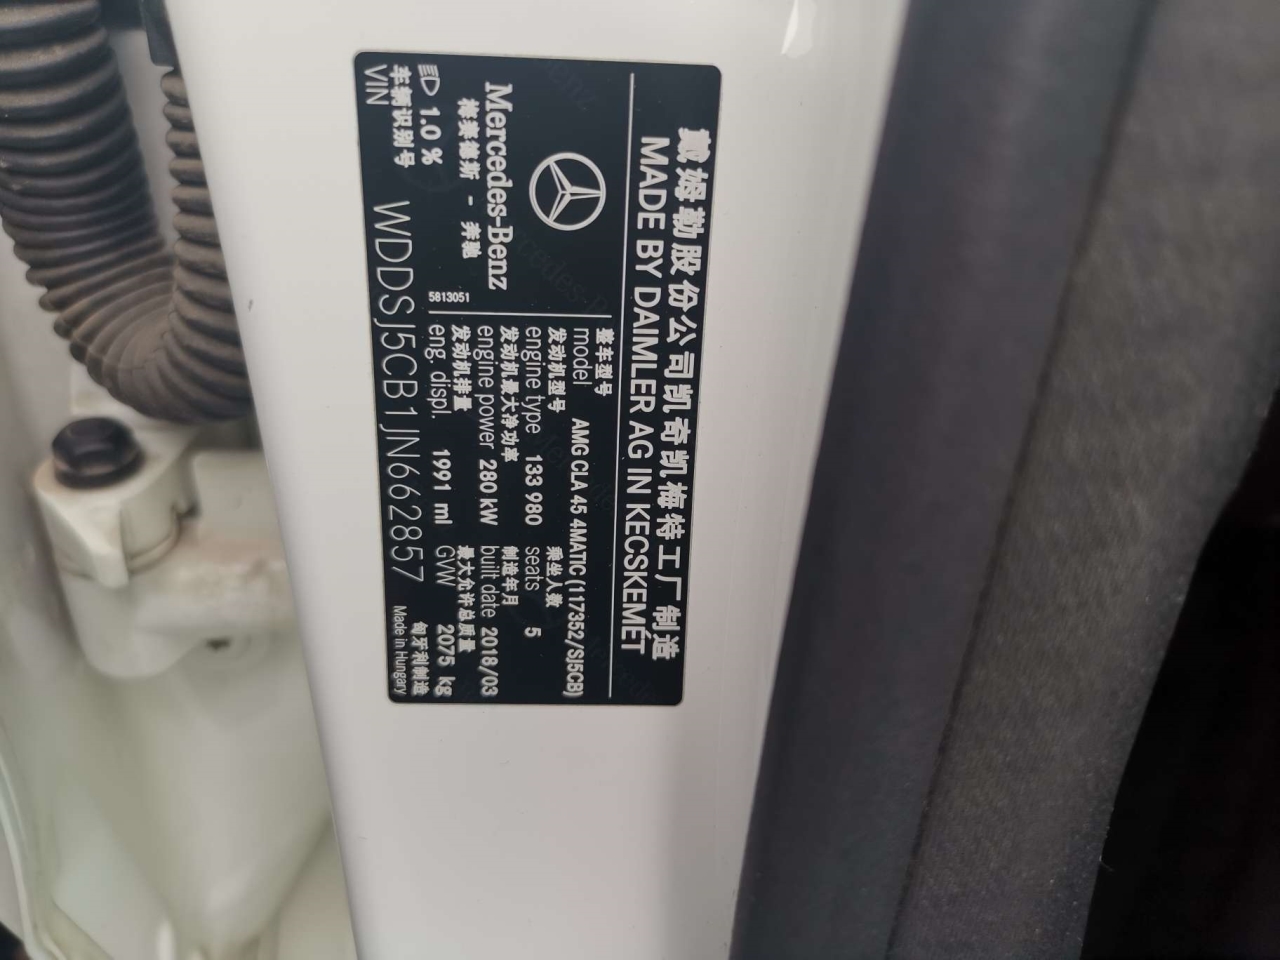 戴姆勒股份公司凯奇凯梅特工厂制造
MADE BY DAIMLER AG IN KECSKEMÉT
Mercedes-Benz
梅赛德斯 - 奔驰
5813051
整车型号
model AMG CLA 45 4MATIC (117352/SJ5CB)
发动机型号 乘坐人数
engine type 133 980 seats 5
发动机最大净功率 制造年月
engine power 280 kW built date 2018/03
发动机排量 最大允许总质量
eng. displ. 1991 ml GVW 2075 kg
1.0 %
车辆识别号 匈牙利制造
VIN WDDSJ5CB1JN662857 Made in Hungary